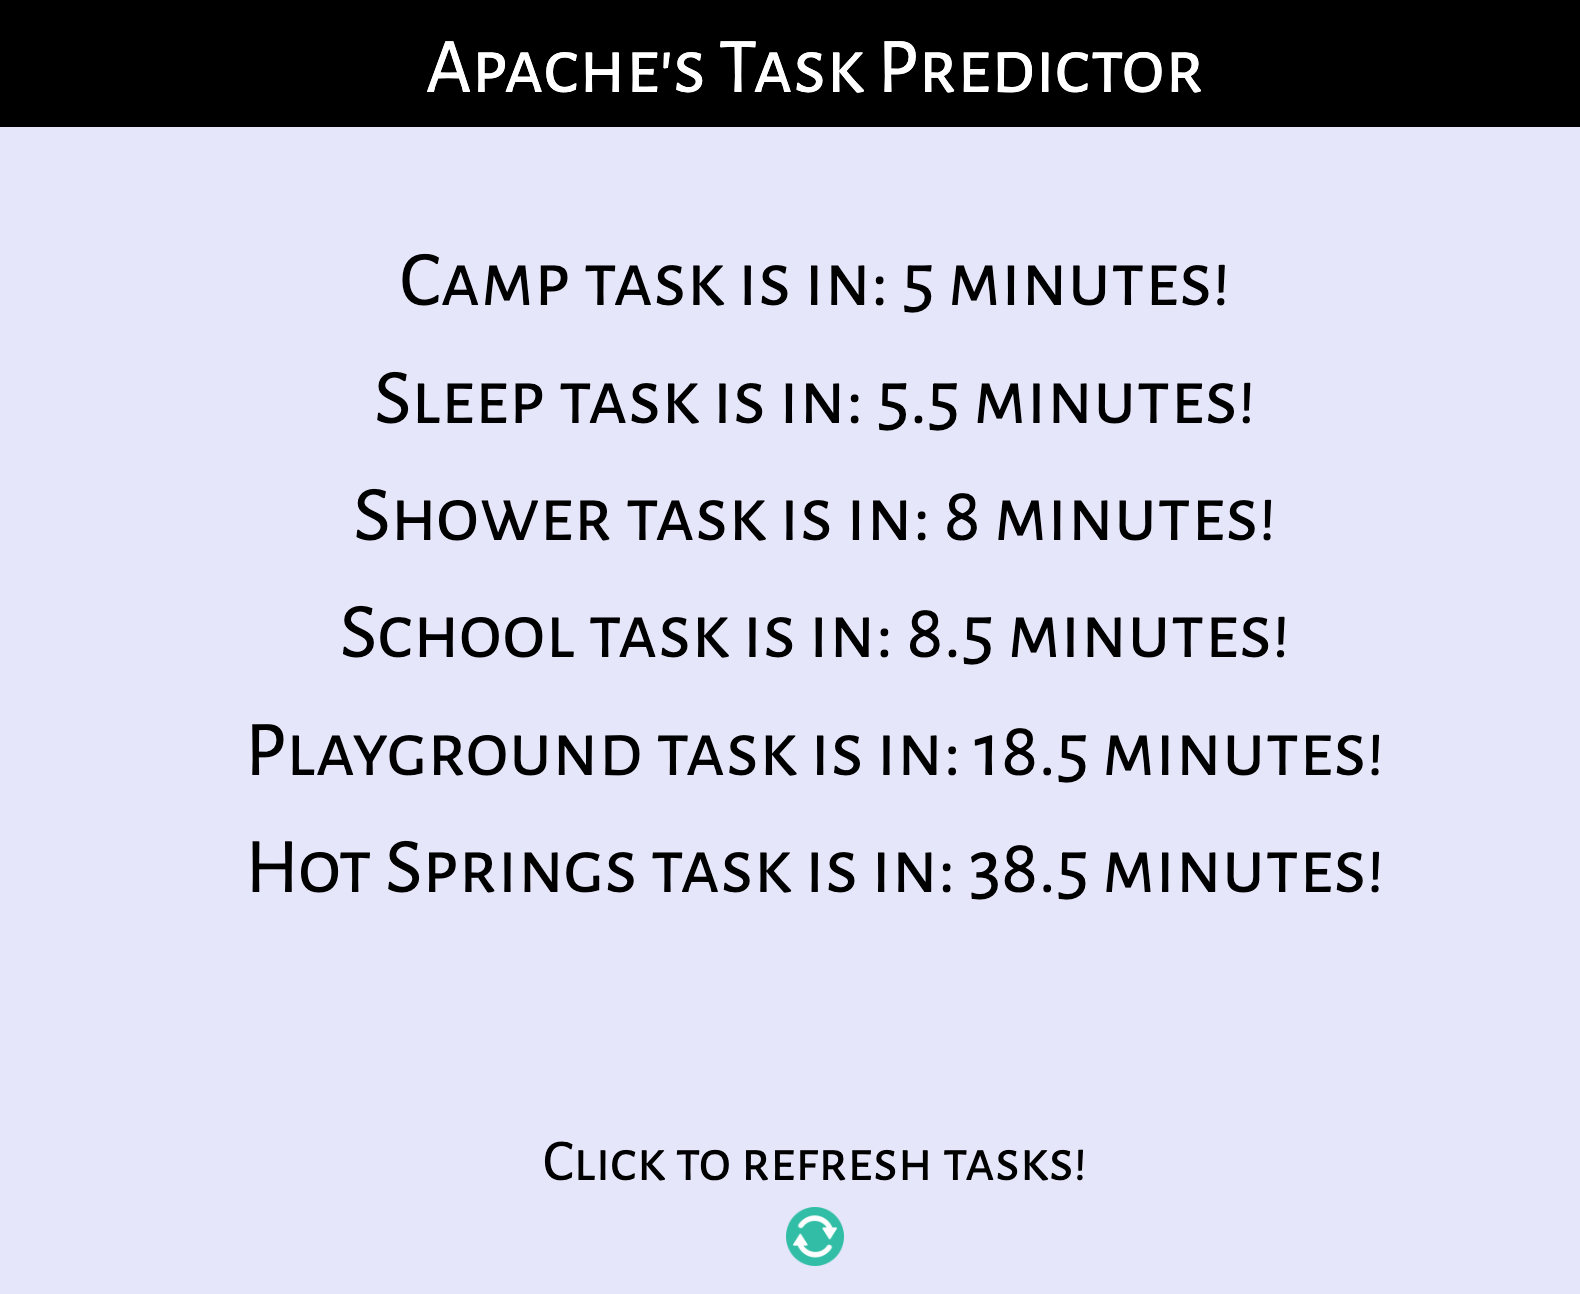 Apache's Task Predictor
Camp task is in: 5 minutes!
Sleep task is in: 5.5 minutes!
Shower task is in: 8 minutes!
School task is in: 8.5 minutes!
Playground task is in: 18.5 minutes!
Hot Springs task is in: 38.5 minutes!
Click to refresh tasks!